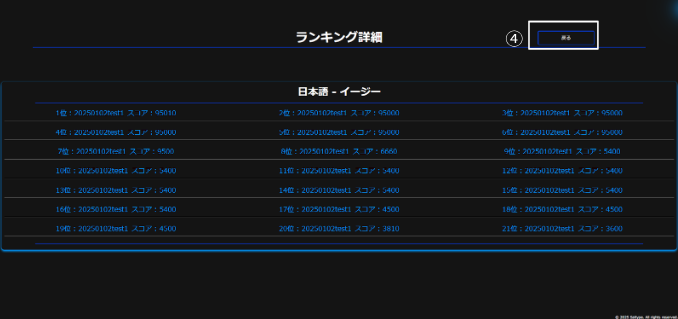 ランキング詳細
④
戻る
日本語 - イージー
1位：20250102test1 スコア：95010 2位：20250102test1 スコア：95000 3位：20250102test1 スコア：95000
4位：20250102test1 スコア：95000 5位：20250102test1 スコア：95000 6位：20250102test1 スコア：95000
7位：20250102test1 スコア：9500 8位：20250102test1 スコア：6660 9位：20250102test1 スコア：5400
10位：20250102test1 スコア：5400 11位：20250102test1 スコア：5400 12位：20250102test1 スコア：5400
13位：20250102test1 スコア：5400 14位：20250102test1 スコア：5400 15位：20250102test1 スコア：5400
16位：20250102test1 スコア：5400 17位：20250102test1 スコア：4500 18位：20250102test1 スコア：4500
19位：20250102test1 スコア：4500 20位：20250102test1 スコア：3810 21位：20250102test1 スコア：3600
All rights reserved.